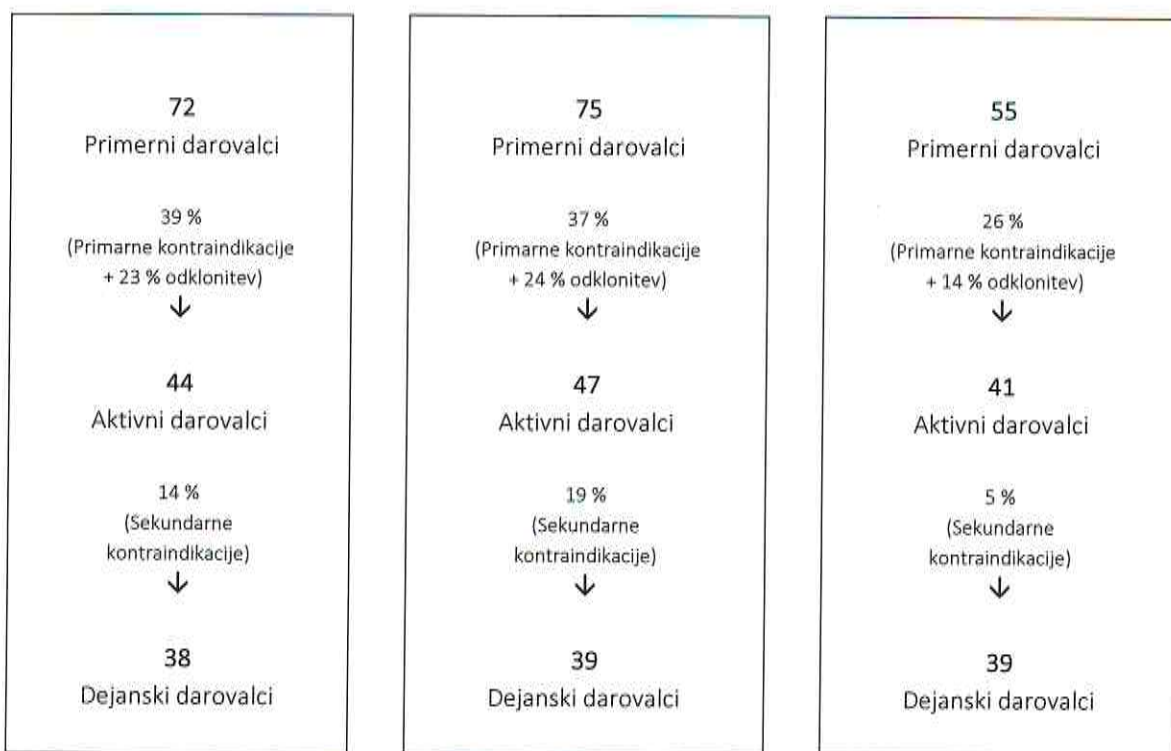 72
Primerni darovalci
39 %
(Primarne kontraindikacije
+ 23 % odklonitev)
↓
44
Aktivni darovalci
14 %
(Sekundarne
kontraindikacije)
↓
38
Dejanski darovalci
75
Primerni darovalci
37 %
(Primarne kontraindikacije
+ 24 % odklonitev)
↓
47
Aktivni darovalci
19 %
(Sekundarne
kontraindikacije)
↓
39
Dejanski darovalci
55
Primerni darovalci
26 %
(Primarne kontraindikacije
+ 14 % odklonitev)
↓
41
Aktivni darovalci
5 %
(Sekundarne
kontraindikacije)
↓
39
Dejanski darovalci